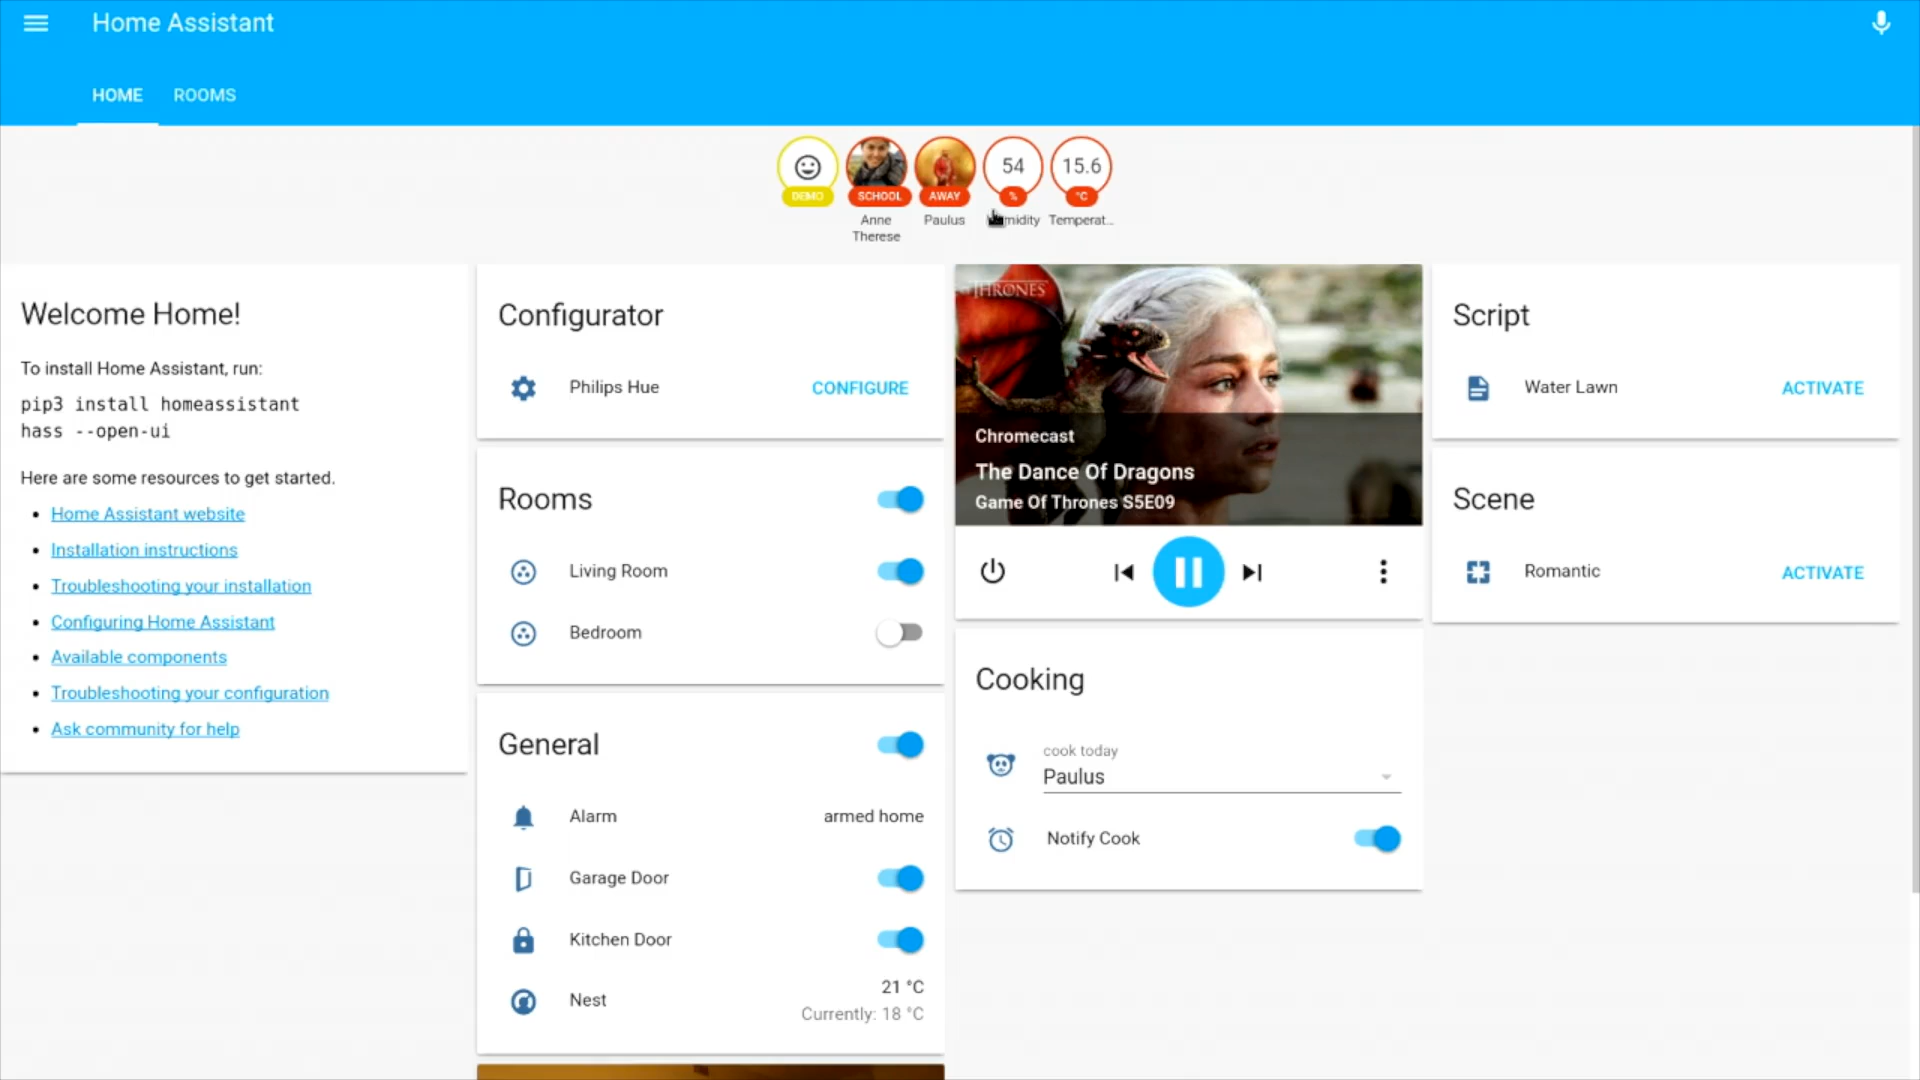 Home Assistant
HOME
ROOMS
DEMO
SCHOOL
AWAY
54
%
15.6
°C
Anne
Therese
Paulus
midity
Temperat...
Welcome Home!
To install Home Assistant, run:
pip3 install homeassistant
hass --open-ui
Here are some resources to get started.
• Home Assistant website
• Installation instructions
• Troubleshooting your installation
• Configuring Home Assistant
• Available components
• Troubleshooting your configuration
• Ask community for help
Configurator
Philips Hue
CONFIGURE
Rooms
Living Room
Bedroom
General
Alarm
armed home
Garage Door
Kitchen Door
Nest
21 °C
Currently: 18 °C
THRONES
Chromecast
The Dance Of Dragons
Game Of Thrones S5E09
Cooking
cook today
Paulus
Notify Cook
Script
Water Lawn
ACTIVATE
Scene
Romantic
ACTIVATE